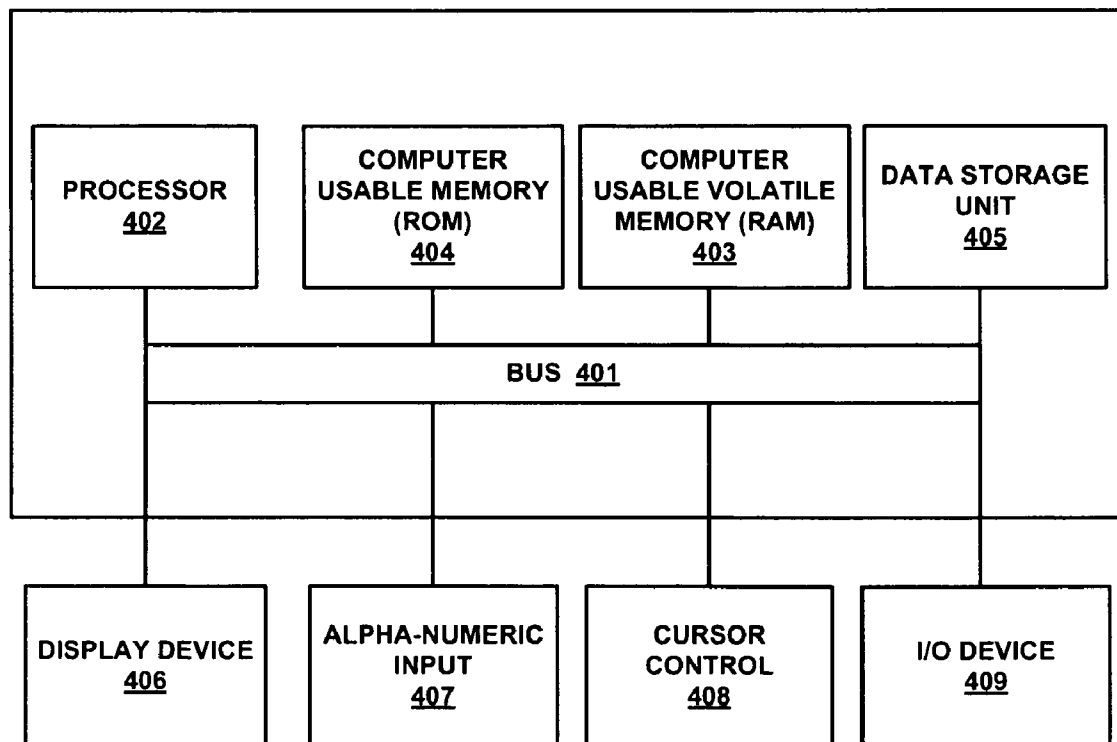 PROCESSOR
402
COMPUTER
USABLE MEMORY
(ROM)
404
COMPUTER
USABLE VOLATILE
MEMORY (RAM)
403
DATA STORAGE
UNIT
405
BUS 401
DISPLAY DEVICE
406
ALPHA-NUMERIC
INPUT
407
CURSOR
CONTROL
408
I/O DEVICE
409